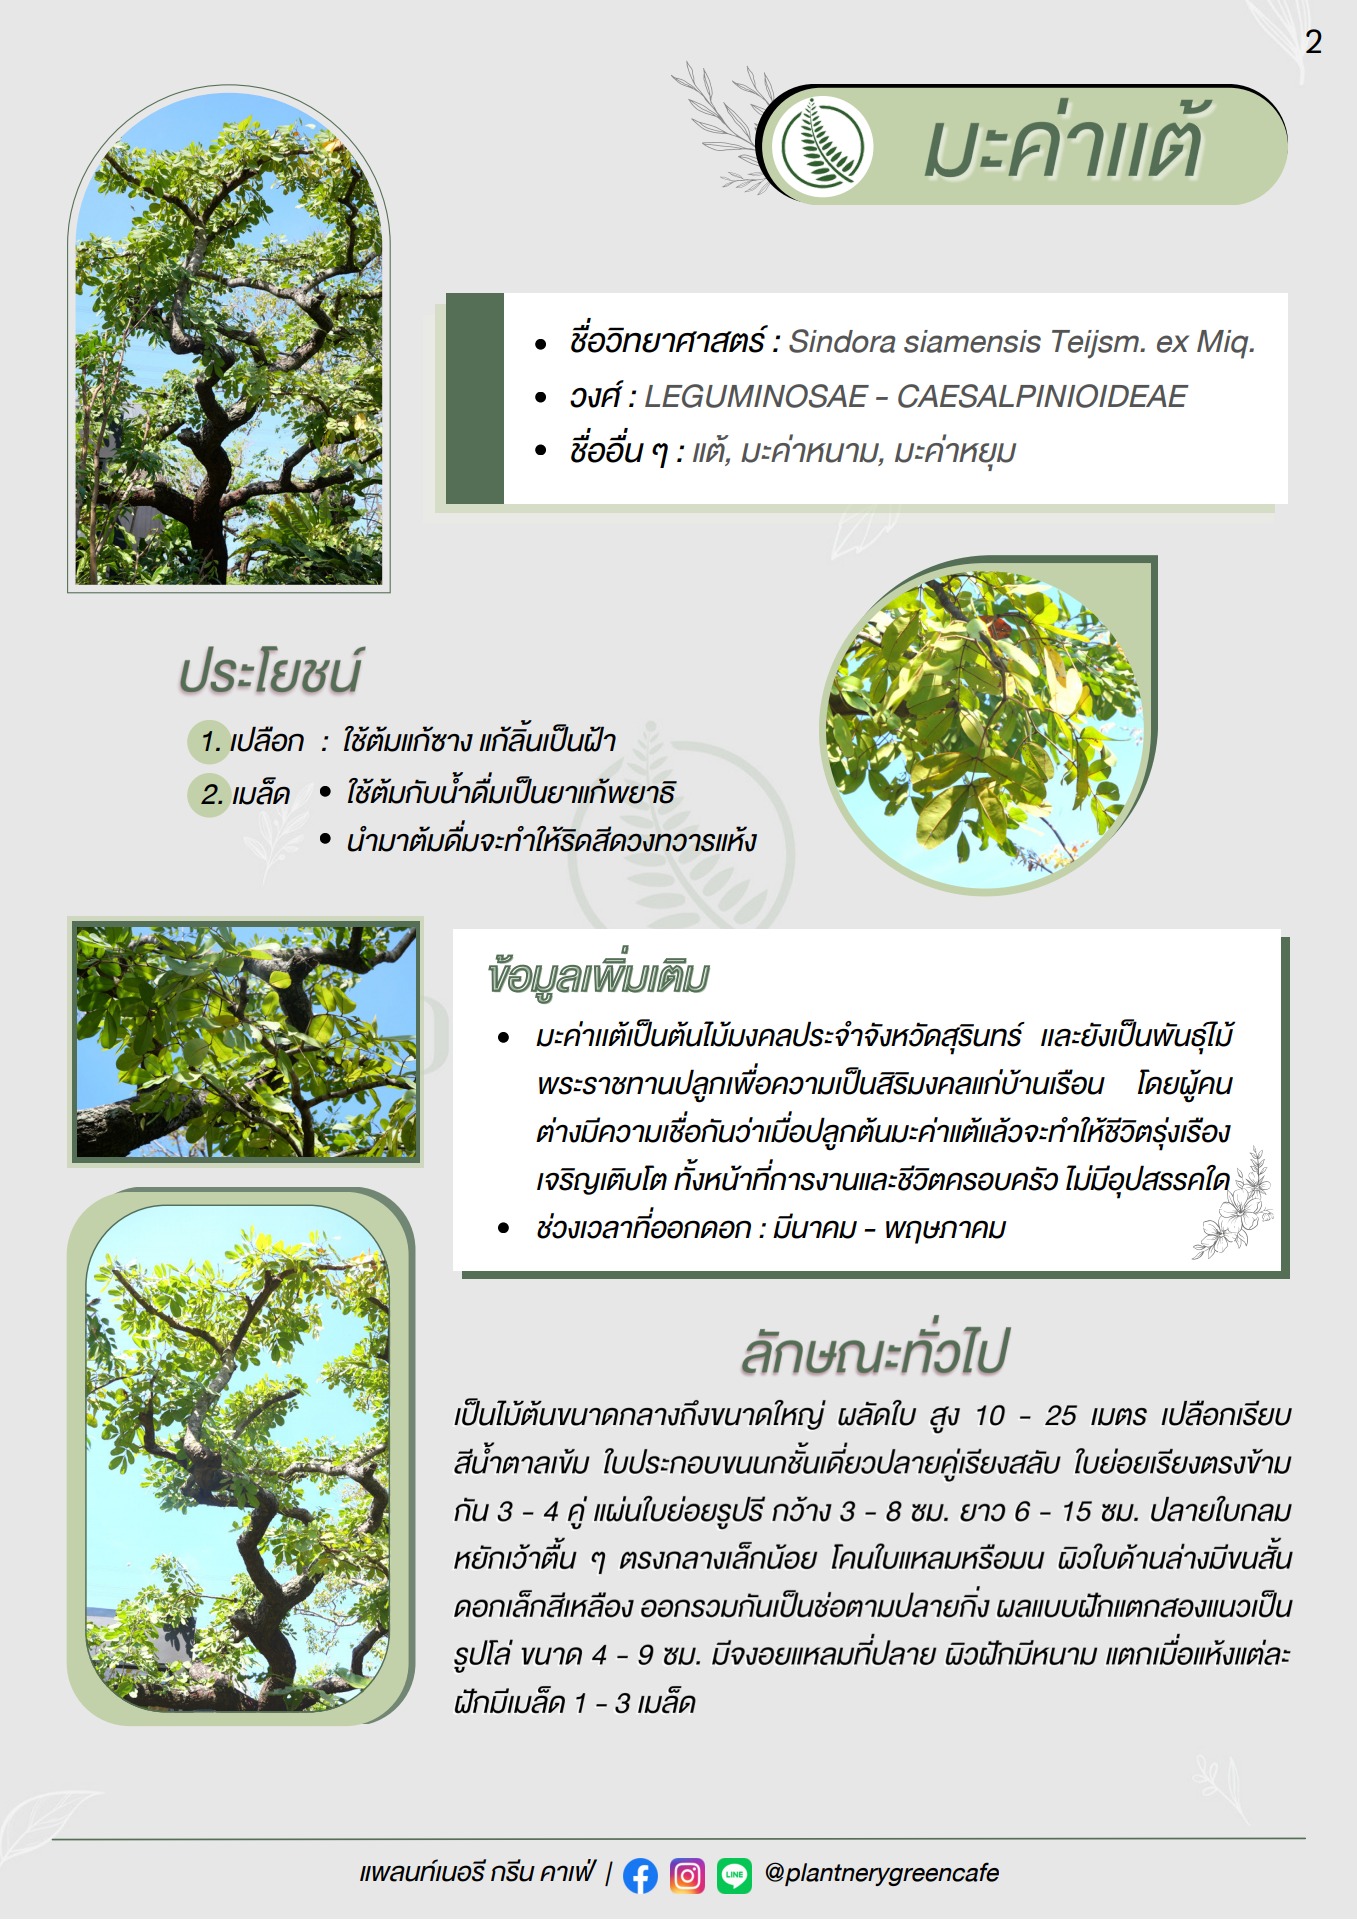 2
มะค่าแต้
ชื่อวิทยาศาสตร์ : Sindora siamensis Teijsm. ex Miq.
วงศ์ : LEGUMINOSAE - CAESALPINIOIDEAE
ชื่ออื่น ๆ : แต้, มะค่าหนาม, มะค่าหยุม
ประโยชน์
1. เปลือก : ใช้ต้มแก้ซาง แก้ลิ้นเป็นฝ้า
2. เมล็ด • ใช้ต้มกับน้ำดื่มเป็นยาแก้พยาธิ
• นำมาต้มดื่มจะทำให้ริดสีดวงทวารแห้ง
ข้อมูลเพิ่มเติม
• มะค่าแต้เป็นต้นไม้มงคลประจำจังหวัดสุรินทร์ และยังเป็นพันธุ์ไม้
พระราชทานปลูกเพื่อความเป็นสิริมงคลแก่บ้านเรือน โดยผู้คน
ต่างมีความเชื่อกันว่าเมื่อปลูกต้นมะค่าแต้แล้วจะทำให้ชีวิตรุ่งเรือง
เจริญเติบโต ทั้งหน้าที่การงานและชีวิตครอบครัว ไม่มีอุปสรรคใด
• ช่วงเวลาที่ออกดอก : มีนาคม - พฤษภาคม
ลักษณะทั่วไป
เป็นไม้ต้นขนาดกลางถึงขนาดใหญ่ ผลัดใบ สูง 10 - 25 เมตร เปลือกเรียบ
สีน้ำตาลเข้ม ใบประกอบขนนกชั้นเดี่ยวปลายคู่เรียงสลับ ใบย่อยเรียงตรงข้าม
กัน 3 - 4 คู่ แผ่นใบย่อยรูปรี กว้าง 3 - 8 ซม. ยาว 6 - 15 ซม. ปลายใบกลม
หยักเว้าตื้น ๆ ตรงกลางเล็กน้อย โคนใบแหลมหรือมน ผิวใบด้านล่างมีขนสั้น
ดอกเล็กสีเหลือง ออกรวมกันเป็นช่อตามปลายกิ่ง ผลแบบฝักแตกสองแนวเป็น
รูปโล่ ขนาด 4 - 9 ซม. มีจงอยแหลมที่ปลาย ผิวฝักมีหนาม แตกเมื่อแห้งแต่ละ
ฝักมีเมล็ด 1 - 3 เมล็ด
แพลนท์เนอรี กรีน คาเฟ่ | LINE @plantnerygreencafe